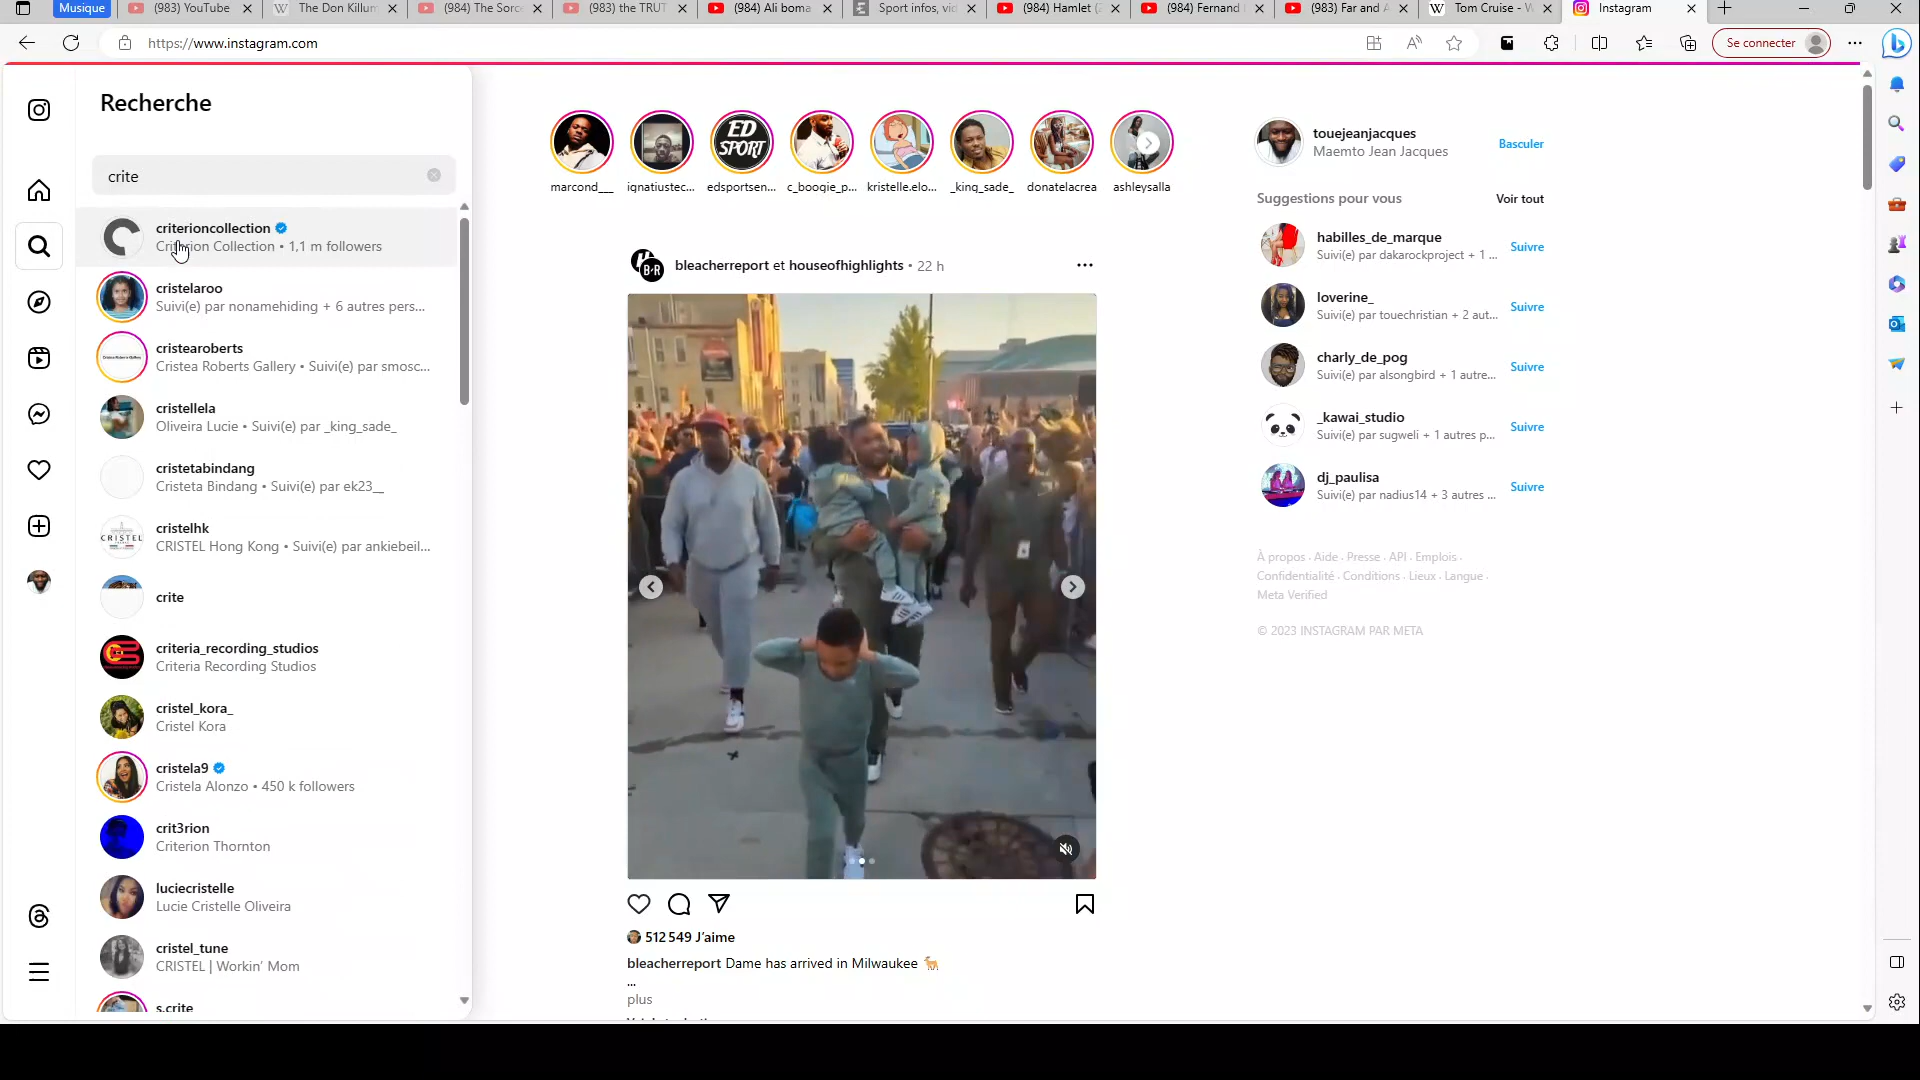 Musique
(983) YouTube
The Don Killum
(984) The Sorc
(983) the TRUT
(984) Ali boma
Sport infos, vid
(984) Hamlet (
(984) Fernand
(983) Far and A
Tom Cruise - W
Instagram
https://www.instagram.com
Se connecter
Recherche
crite
criterioncollection
Criterion Collection • 1,1 m followers
cristelaroo
Suivi(e) par nonamehiding + 6 autres pers...
cristearoberts
Cristea Roberts Gallery • Suivi(e) par smosc...
cristellela
Oliveira Lucie • Suivi(e) par _king_sade_
cristetabindang
Cristeta Bindang • Suivi(e) par ek23__
CRISTEL
cristelhk
CRISTEL Hong Kong • Suivi(e) par ankiebeil...
crite
criteria_recording_studios
Criteria Recording Studios
cristel_kora_
Cristel Kora
cristela9
Cristela Alonzo • 450 k followers
crit3rion
Criterion Thornton
luciecristelle
Lucie Cristelle Oliveira
cristel_tune
CRISTEL | Workin' Mom
s.crite
ED
SPORT
marcond___
ignatiustec...
edsportsen...
c_boogie_p...
kristelle.elo...
_king_sade_
donatelacrea
ashleysalla
B·R
bleacherreport et houseofhighlights • 22 h
512 549 J'aime
bleacherreport Dame has arrived in Milwaukee 🐐
...
plus
touejeanjacques
Maemto Jean Jacques
Basculer
Suggestions pour vous
Voir tout
habilles_de_marque
Suivi(e) par dakarockproject + 1 ...
Suivre
loverine_
Suivi(e) par touechristian + 2 aut...
Suivre
charly_de_pog
Suivi(e) par alsongbird + 1 autre...
Suivre
_kawai_studio
Suivi(e) par sugweli + 1 autres p...
Suivre
dj_paulisa
Suivi(e) par nadius14 + 3 autres ...
Suivre
À propos · Aide · Presse · API · Emplois ·
Confidentialité · Conditions · Lieux · Langue ·
Meta Verified
© 2023 INSTAGRAM PAR META